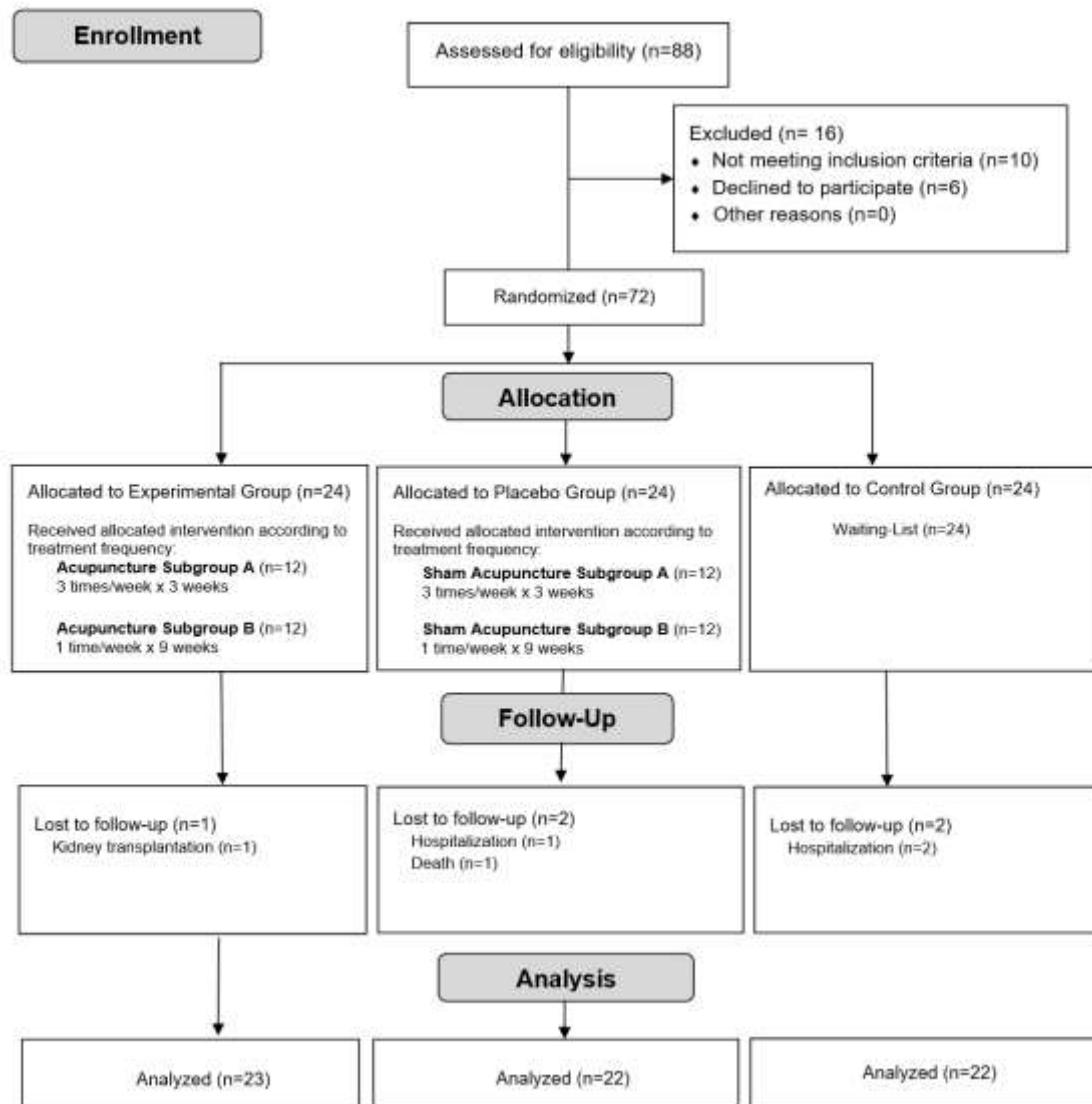 Enrollment
Assessed for eligibility (n=88)
Excluded (n= 16)
♦ Not meeting inclusion criteria (n=10)
♦ Declined to participate (n=6)
♦ Other reasons (n=0)
Randomized (n=72)
Allocation
Allocated to Experimental Group (n=24)
Received allocated intervention according to
treatment frequency:
Acupuncture Subgroup A (n=12)
3 times/week x 3 weeks
Acupuncture Subgroup B (n=12)
1 time/week x 9 weeks
Allocated to Placebo Group (n=24)
Received allocated intervention according to
treatment frequency:
Sham Acupuncture Subgroup A (n=12)
3 times/week x 3 weeks
Sham Acupuncture Subgroup B (n=12)
1 time/week x 9 weeks
Allocated to Control Group (n=24)
Waiting-List (n=24)
Follow-Up
Lost to follow-up (n=1)
Kidney transplantation (n=1)
Lost to follow-up (n=2)
Hospitalization (n=1)
Death (n=1)
Lost to follow-up (n=2)
Hospitalization (n=2)
Analysis
Analyzed (n=23)
Analyzed (n=22)
Analyzed (n=22)